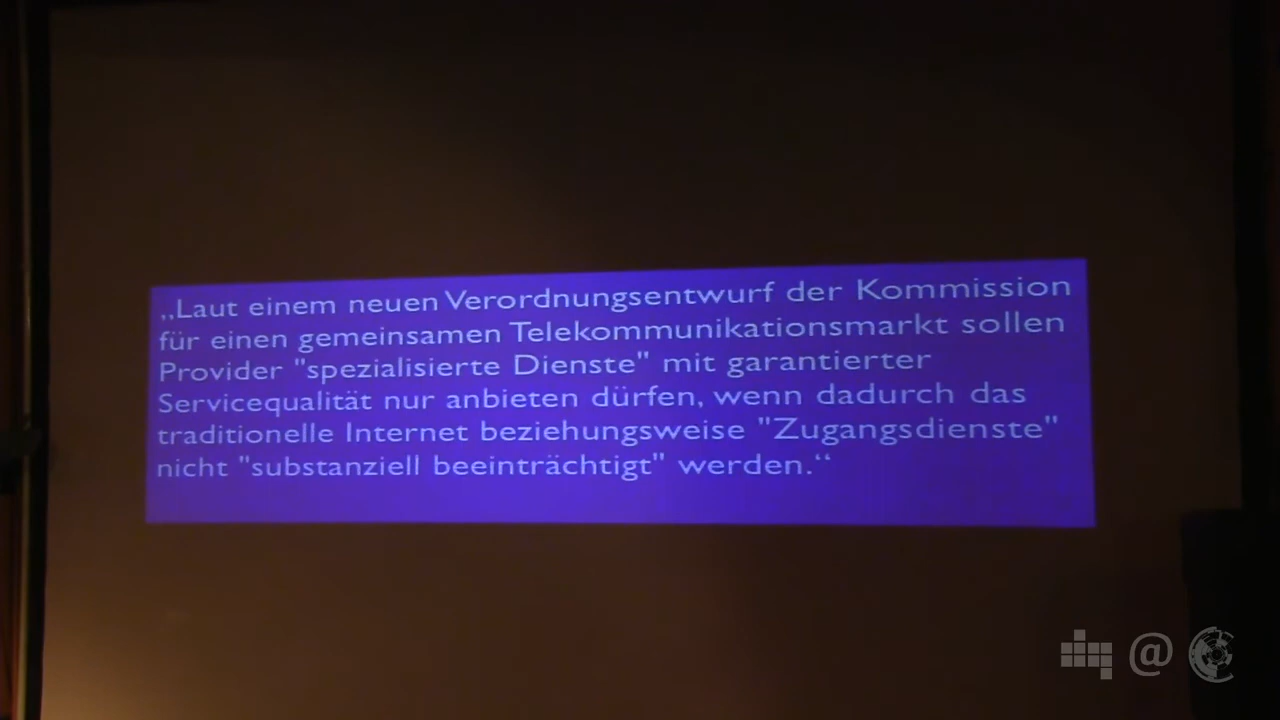 „Laut einem neuen Verordnungsentwurf der Kommission
für einen gemeinsamen Telekommunikationsmarkt sollen
Provider "spezialisierte Dienste" mit garantierter
Servicequalität nur anbieten dürfen, wenn dadurch das
traditionelle Internet beziehungsweise "Zugangsdienste"
nicht "substanziell beeinträchtigt" werden.“
@